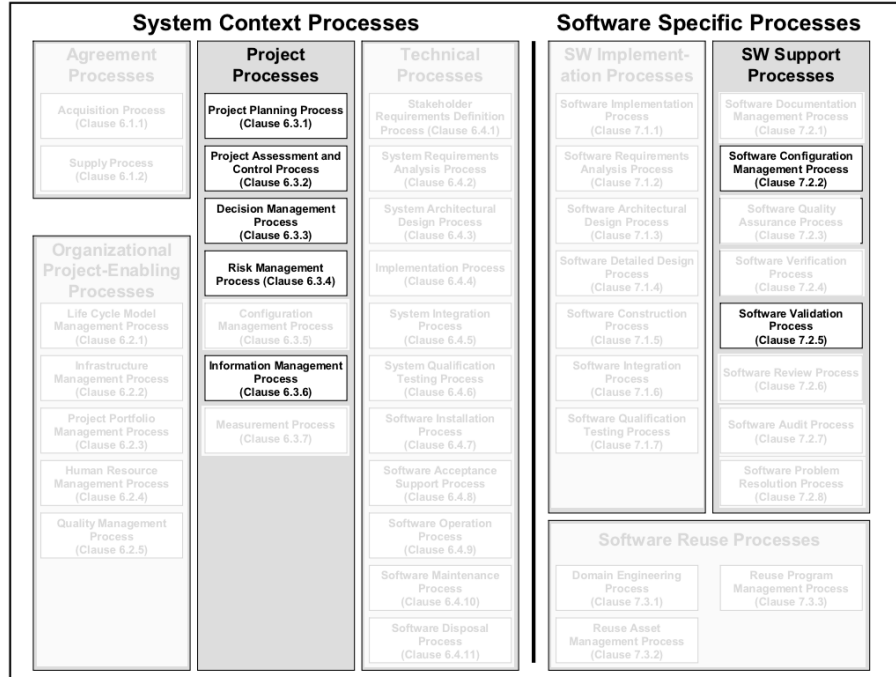 System Context Processes
Software Specific Processes
Agreement
Processes
Acquisition Process
(Clause 6.1.1)
Supply Process
(Clause 6.1.2)
Organizational
Project-Enabling
Processes
Life Cycle Model
Management Process
(Clause 6.2.1)
Infrastructure
Management Process
(Clause 6.2.2)
Project Portfolio
Management Process
(Clause 6.2.3)
Human Resource
Management Process
(Clause 6.2.4)
Quality Management
Process
(Clause 6.2.5)
Project
Processes
Project Planning Process
(Clause 6.3.1)
Project Assessment and
Control Process
(Clause 6.3.2)
Decision Management
Process
(Clause 6.3.3)
Risk Management
Process (Clause 6.3.4)
Configuration
Management Process
(Clause 6.3.5)
Information Management
Process
(Clause 6.3.6)
Measurement Process
(Clause 6.3.7)
Technical
Processes
Stakeholder
Requirements Definition
Process (Clause 6.4.1)
System Requirements
Analysis Process
(Clause 6.4.2)
System Architectural
Design Process
(Clause 6.4.3)
Implementation Process
(Clause 6.4.4)
System Integration
Process
(Clause 6.4.5)
System Qualification
Testing Process
(Clause 6.4.6)
Software Installation
Process
(Clause 6.4.7)
Software Acceptance
Support Process
(Clause 6.4.8)
Software Operation
Process
(Clause 6.4.9)
Software Maintenance
Process
(Clause 6.4.10)
Software Disposal
Process
(Clause 6.4.11)
SW Implement-
ation Processes
Software Implementation
Process
(Clause 7.1.1)
Software Requirements
Analysis Process
(Clause 7.1.2)
Software Architectural
Design Process
(Clause 7.1.3)
Software Detailed Design
Process
(Clause 7.1.4)
Software Construction
Process
(Clause 7.1.5)
Software Integration
Process
(Clause 7.1.6)
Software Qualification
Testing Process
(Clause 7.1.7)
SW Support
Processes
Software Documentation
Management Process
(Clause 7.2.1)
Software Configuration
Management Process
(Clause 7.2.2)
Software Quality
Assurance Process
(Clause 7.2.3)
Software Verification
Process
(Clause 7.2.4)
Software Validation
Process
(Clause 7.2.5)
Software Review Process
(Clause 7.2.6)
Software Audit Process
(Clause 7.2.7)
Software Problem
Resolution Process
(Clause 7.2.8)
Software Reuse Processes
Domain Engineering
Process
(Clause 7.3.1)
Reuse Program
Management Process
(Clause 7.3.3)
Reuse Asset
Management Process
(Clause 7.3.2)